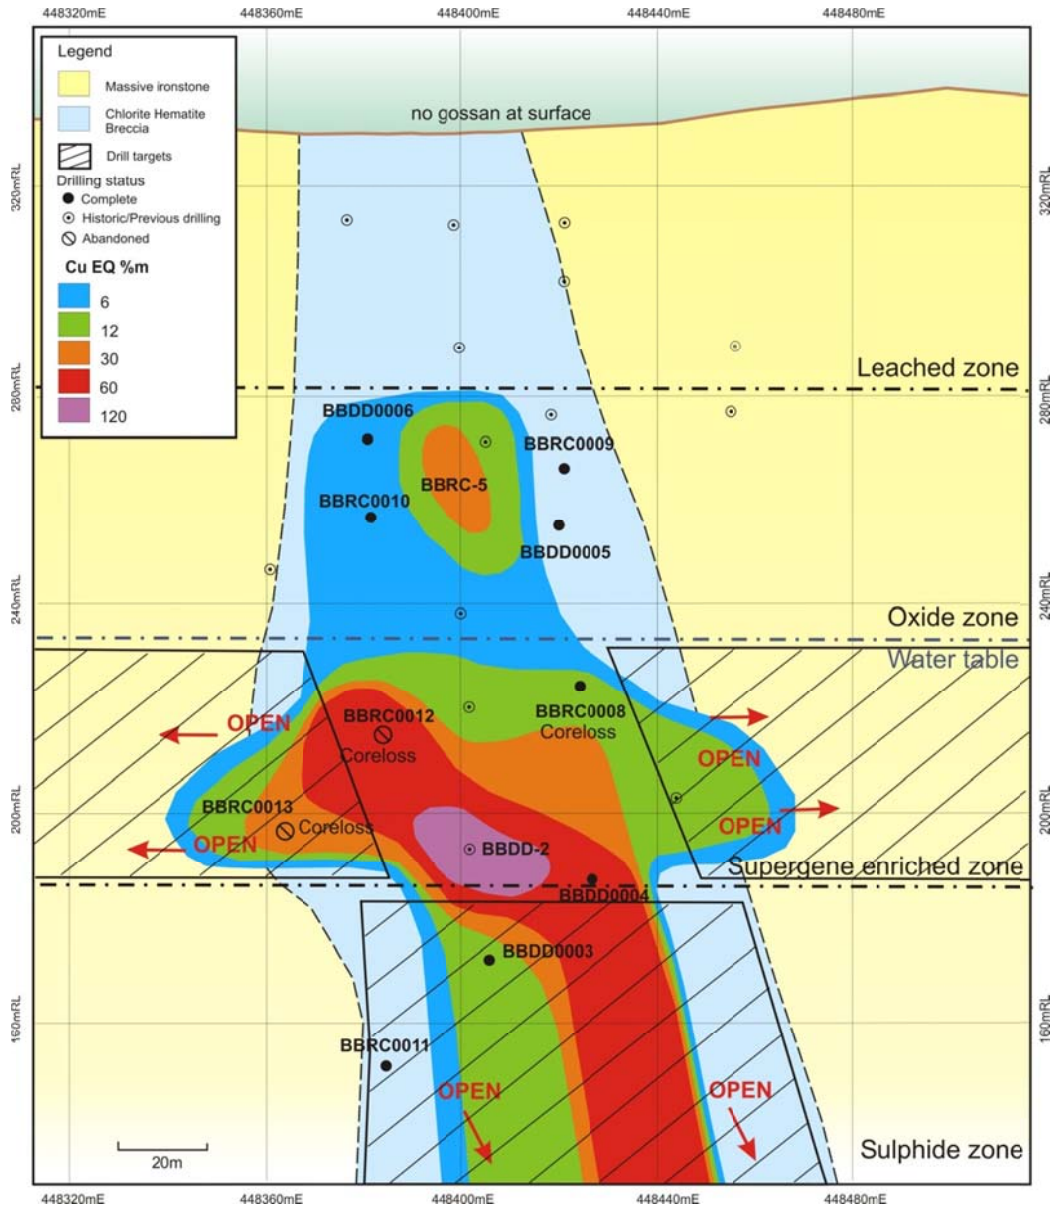 448320mE
448360mE
448400mE
448440mE
448480mE
Legend
Massive ironstone
Chlorite Hematite
Breccia
Drill targets
Drilling status
Complete
Historic/Previous drilling
Abandoned
Cu EQ %m
6
12
30
60
120
no gossan at surface
320mRL
320mRL
Leached zone
280mRL
280mRL
BBDD0006
BBRC0009
BBRC-5
BBRC0010
BBDD0005
240mRL
240mRL
Oxide zone
Water table
OPEN
BBRC0012
Coreloss
BBRC0008
Coreloss
OPEN
BBRC0013
Coreloss
200mRL
200mRL
OPEN
OPEN
BBDD-2
Supergene enriched zone
BBDD0004
BBDD0003
160mRL
160mRL
BBRC0011
OPEN
OPEN
20m
Sulphide zone
448320mE
448360mE
448400mE
448440mE
448480mE